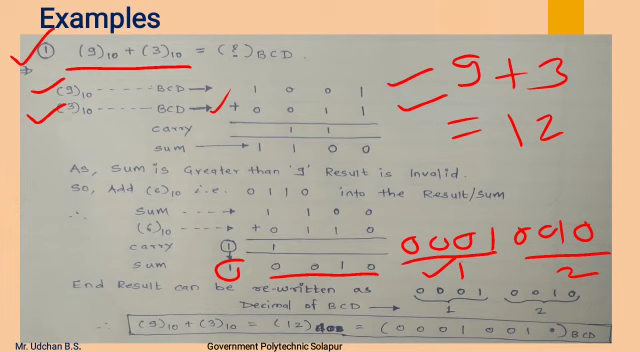 Examples
① (9)10 + (3)10 = (?)BCD.
9 + 3
= 12
(9)10 ------ BCD → 1 0 0 1
(3)10 ------ BCD → + 0 0 1 1
carry 1 1
sum → 1 1 0 0
As, sum is Greater than '9' Result is Invalid.
So, Add (6)10 i.e. 0 1 1 0 into the Result/sum
∴ sum ---- → 1 1 0 0
(6)10 ----- → + 0 1 1 0
carry ① 1
sum 1 0 0 1 0
0001 0010
1 2
End Result can be re-written as
Decimal of BCD → 0 0 0 1 0 0 1 0
1 2
∴ (9)10 + (3)10 = (12) = (0 0 0 1 0 0 1 0)BCD
Mr. Udchan B.S. Government Polytechnic Solapur